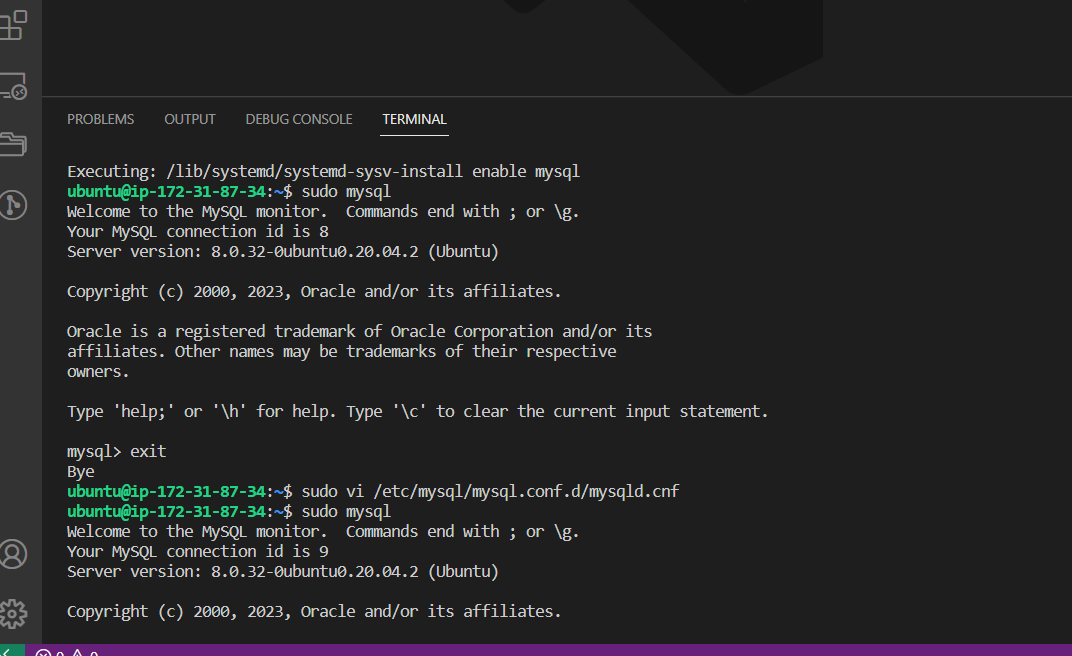 PROBLEMS OUTPUT DEBUG CONSOLE TERMINAL
Executing: /lib/systemd/systemd-sysv-install enable mysql
ubuntu@ip-172-31-87-34:~$ sudo mysql
Welcome to the MySQL monitor.  Commands end with ; or \g.
Your MySQL connection id is 8
Server version: 8.0.32-0ubuntu0.20.04.2 (Ubuntu)
Copyright (c) 2000, 2023, Oracle and/or its affiliates.
Oracle is a registered trademark of Oracle Corporation and/or its
affiliates. Other names may be trademarks of their respective
owners.
Type 'help;' or '\h' for help. Type '\c' to clear the current input statement.
mysql> exit
Bye
ubuntu@ip-172-31-87-34:~$ sudo vi /etc/mysql/mysql.conf.d/mysqld.cnf
ubuntu@ip-172-31-87-34:~$ sudo mysql
Welcome to the MySQL monitor.  Commands end with ; or \g.
Your MySQL connection id is 9
Server version: 8.0.32-0ubuntu0.20.04.2 (Ubuntu)
Copyright (c) 2000, 2023, Oracle and/or its affiliates.